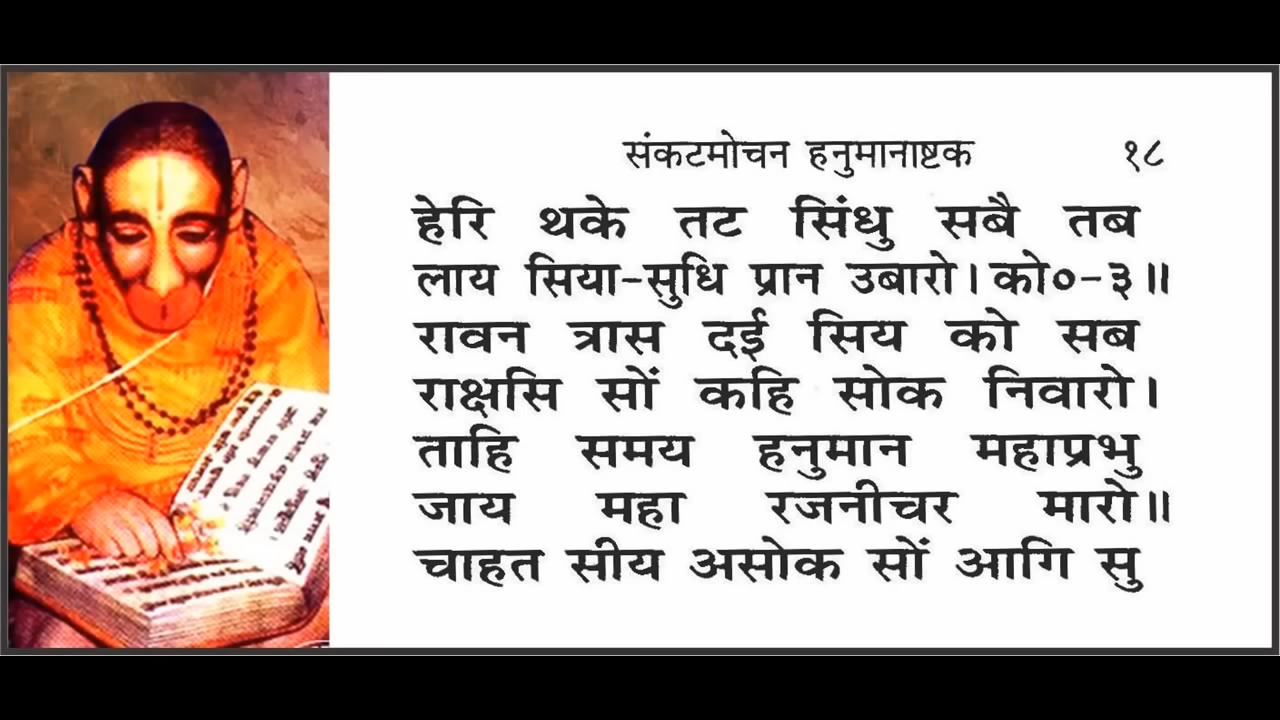 संकटमोचन हनुमानाष्टक १८
हेरि थके तट सिंधु सबै तब
लाय सिया-सुधि प्रान उबारो। को०-३॥
रावन त्रास दई सिय को सब
राक्षसि सों कहि सोक निवारो।
ताहि समय हनुमान महाप्रभु
जाय महा रजनीचर मारो॥
चाहत सीय असोक सों आगि सु